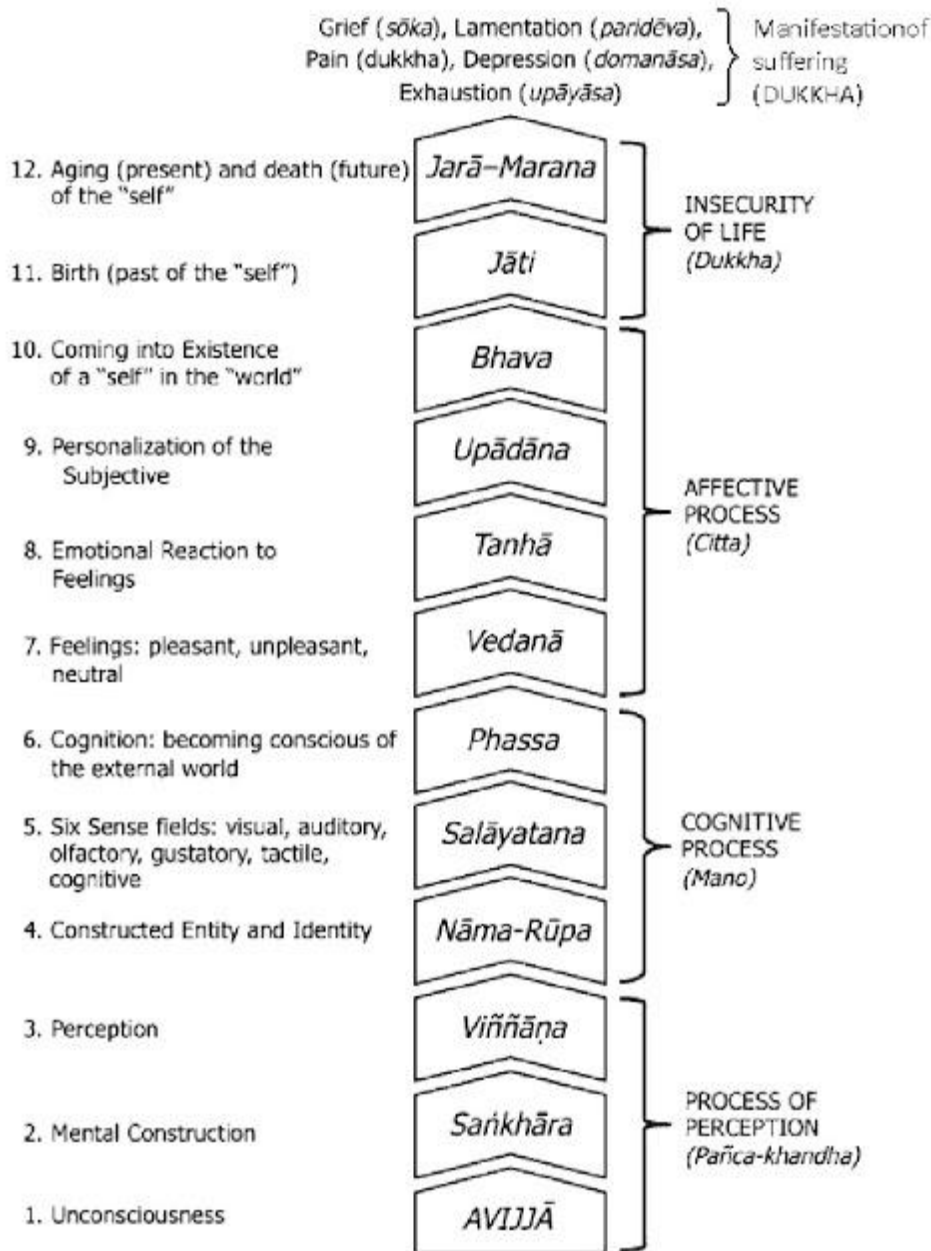 Grief (sōka), Lamentation (paridēva),
Pain (dukkha), Depression (domanāsa),
Exhaustion (upāyāsa)
Manifestationof
suffering
(DUKKHA)
12. Aging (present) and death (future)
of the “self”
Jarā–Marana
INSECURITY
OF LIFE
(Dukkha)
11. Birth (past of the “self”)
Jāti
10. Coming into Existence
of a “self” in the “world”
Bhava
9. Personalization of the
Subjective
Upādāna
AFFECTIVE
PROCESS
(Citta)
8. Emotional Reaction to
Feelings
Tanhā
7. Feelings: pleasant, unpleasant,
neutral
Vedanā
6. Cognition: becoming conscious of
the external world
Phassa
5. Six Sense fields: visual, auditory,
olfactory, gustatory, tactile,
cognitive
Salāyatana
COGNITIVE
PROCESS
(Mano)
4. Constructed Entity and Identity
Nāma-Rūpa
3. Perception
Viññāṇa
2. Mental Construction
Saṅkhāra
PROCESS OF
PERCEPTION
(Pañca-khandha)
1. Unconsciousness
AVIJJĀ